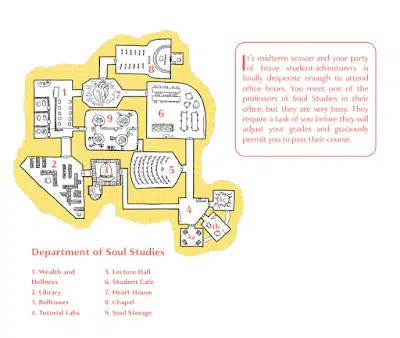 It's midterm season and your party
of brave student-adventurers is
finally desperate enough to attend
office hours. You meet one of the
professors of Soul Studies in their
office, but they are very busy. They
require a task of you before they will
adjust your grades and graciously
permit you to pass their course.
8
1
7
9
6
2
3
5
4
4c
4b
4a
Department of Soul Studies
1. Wealth and
Hellness
2. Library
3. Belltower
4. Tutorial Labs
5. Lecture Hall
6. Student Cafe
7. Heart House
8. Chapel
9. Soul Storage